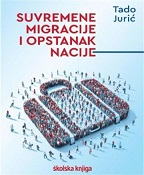 Tado
Jurić
SUVREMENE
MIGRACIJE
I OPSTANAK
NACIJE
školska knjiga